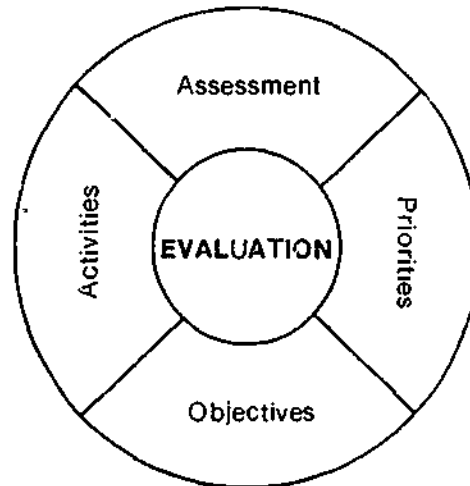 Assessment
Activities
EVALUATION
Priorities
Objectives